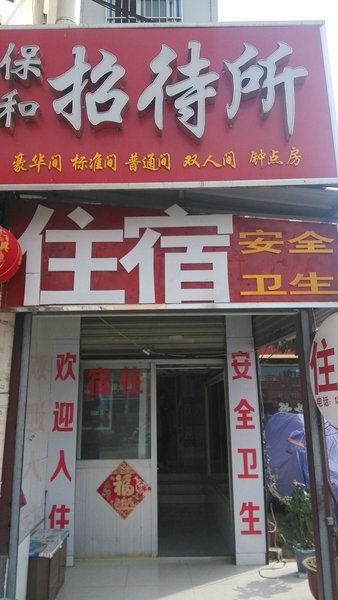 保和招待所
豪华间 标准间 普通间 双人间 钟点房
住宿
安全
卫生
欢迎入住
宿住
福
安全卫生
住
电话: